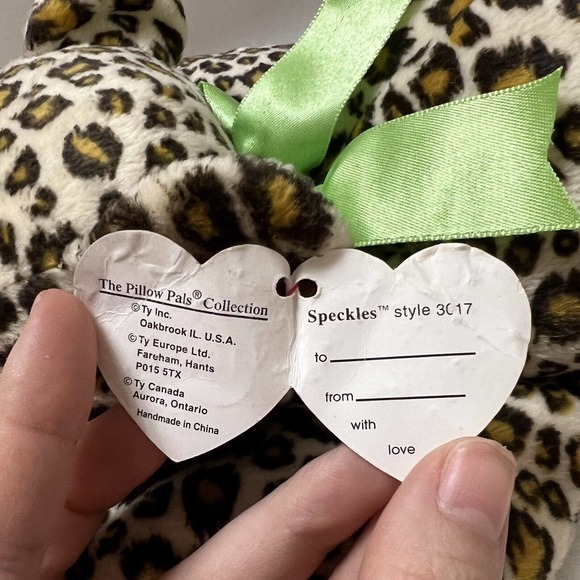 The Pillow Pals® Collection
© Ty Inc.
Oakbrook IL. U.S.A.
© Ty Europe Ltd.
Fareham, Hants
P015 5TX
© Ty Canada
Aurora, Ontario
Handmade in China
Speckles™ style 3017
to
from
with
love